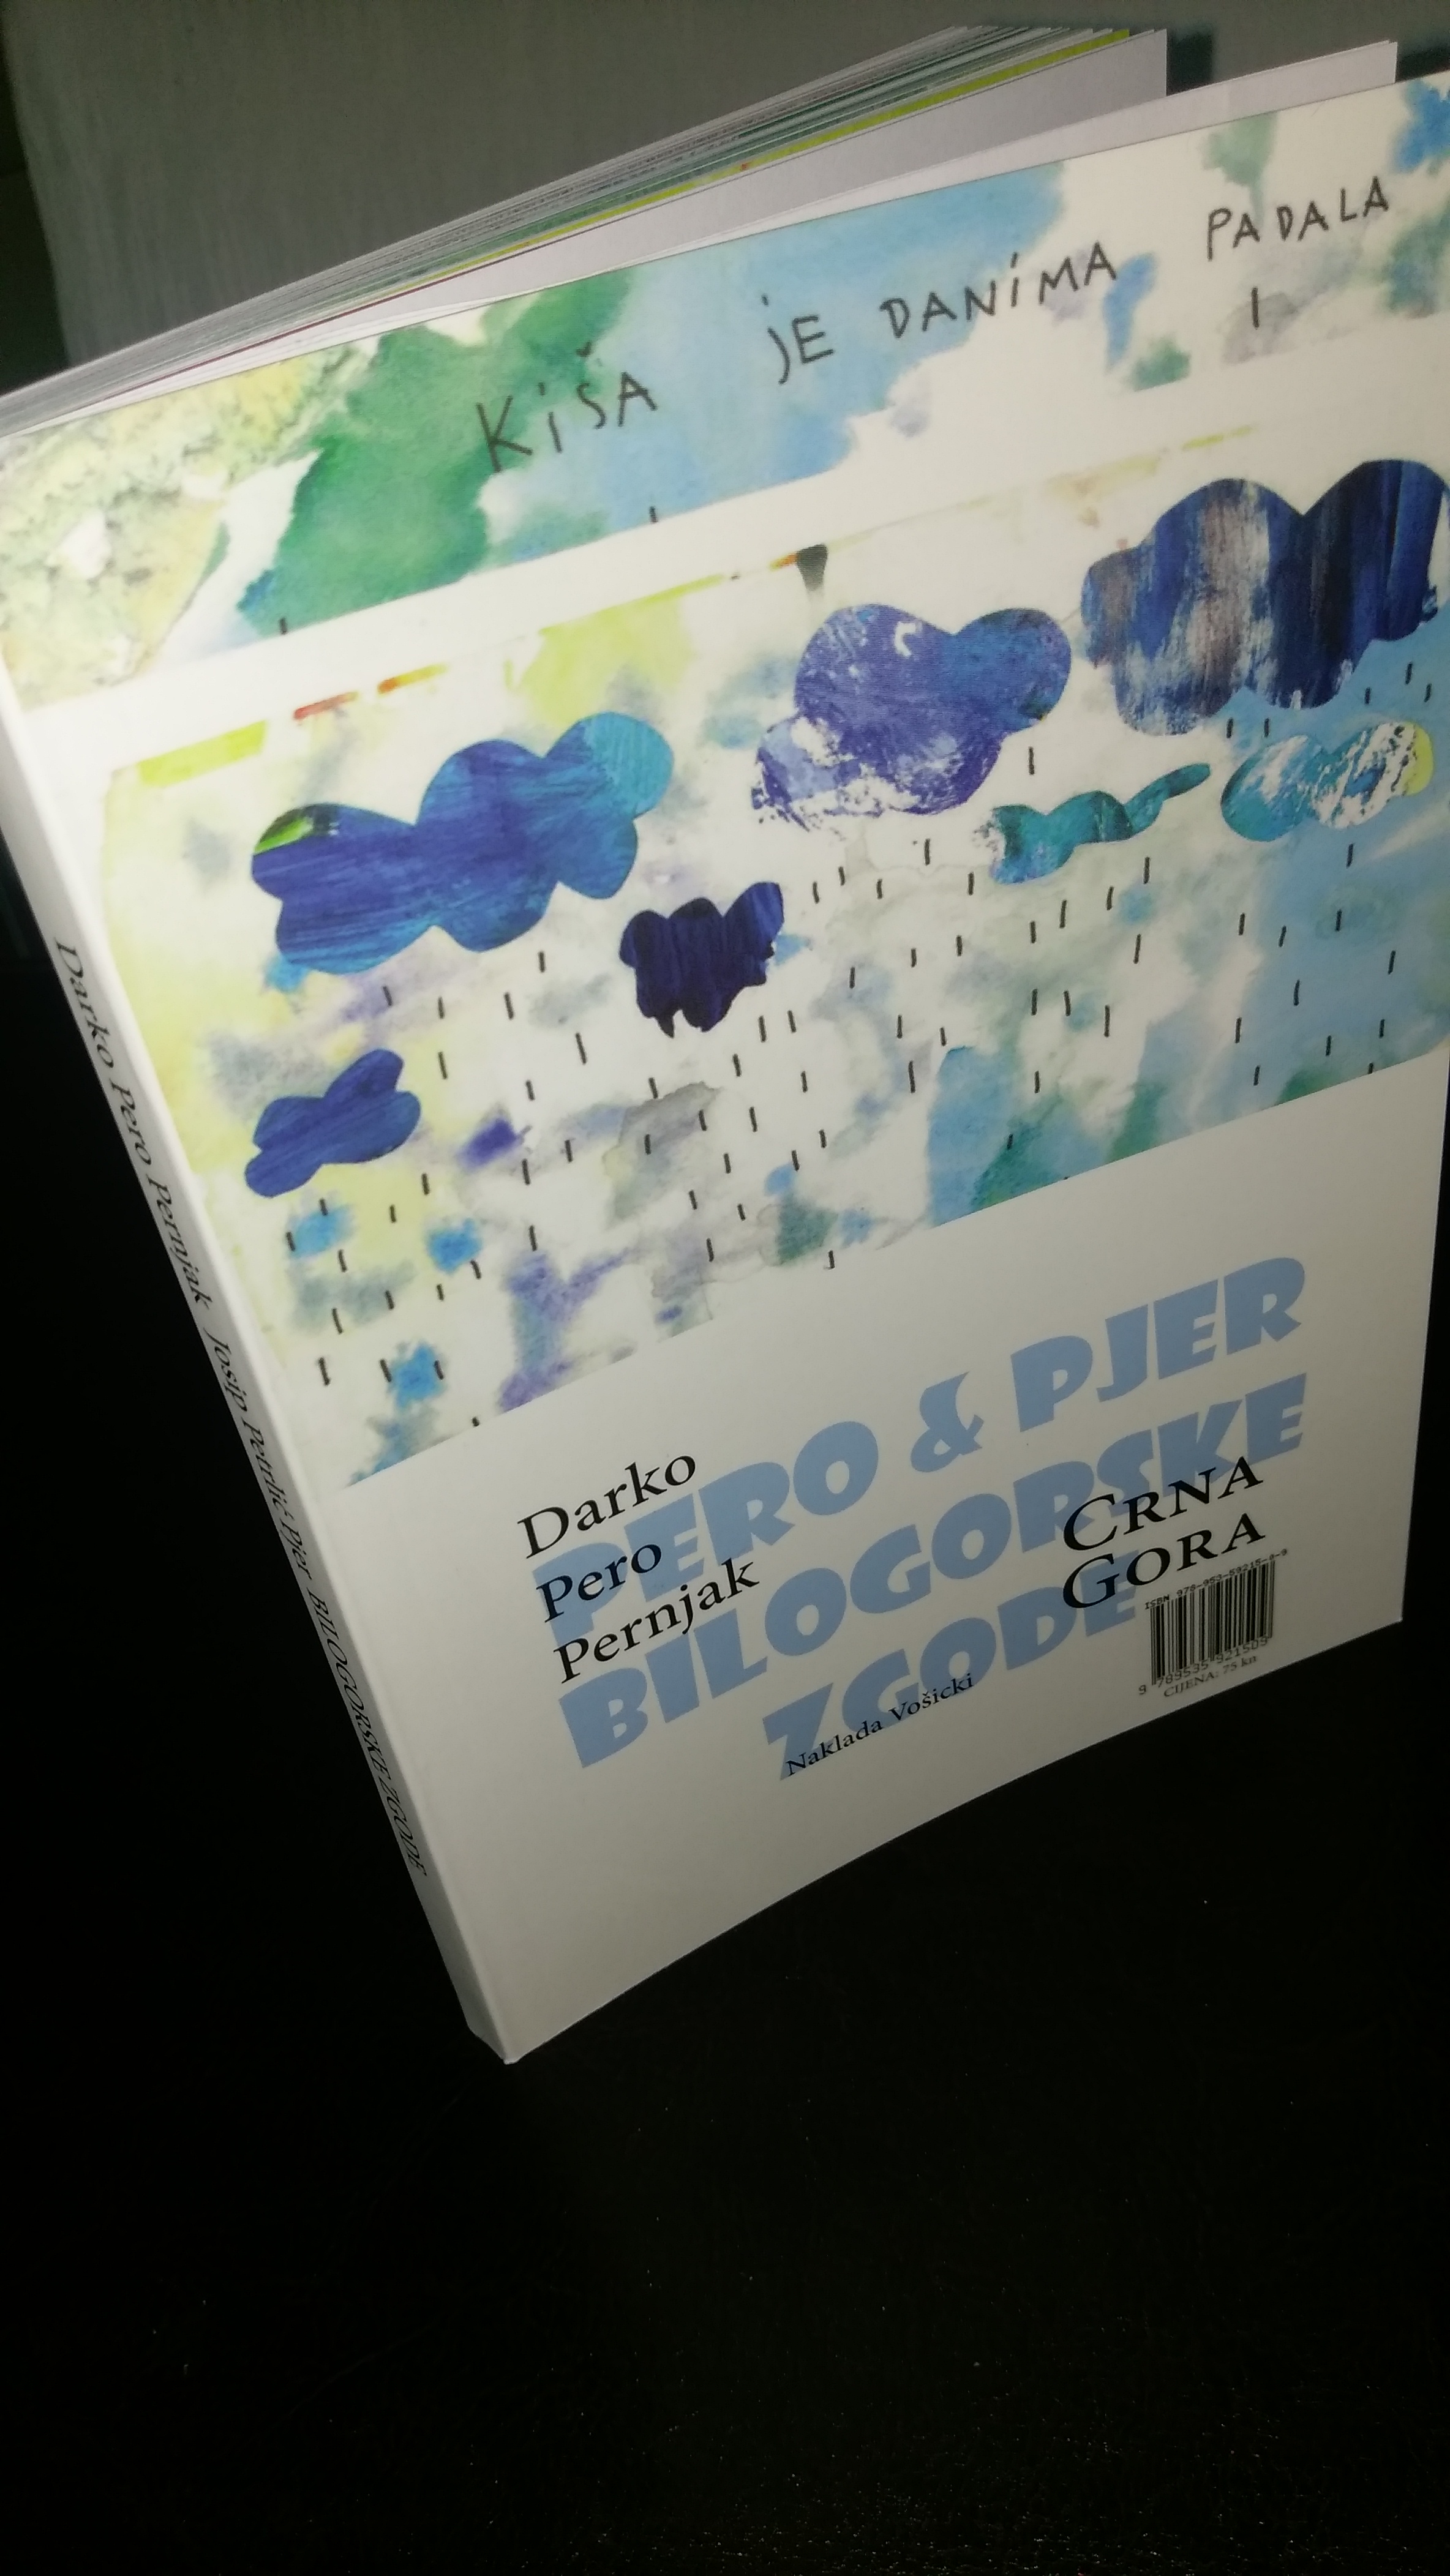 KiŠA jE DANiMA PADALA
PERO & PJER
BILOGORSKE
ZGODE
Darko
Pero
Pernjak
CRNA
GORA
Naklada Vošicki
CIJENA: 75 kn
Darko Pero Pernjak Josip Petrlić Pjer BILOGORSKE ZGODE